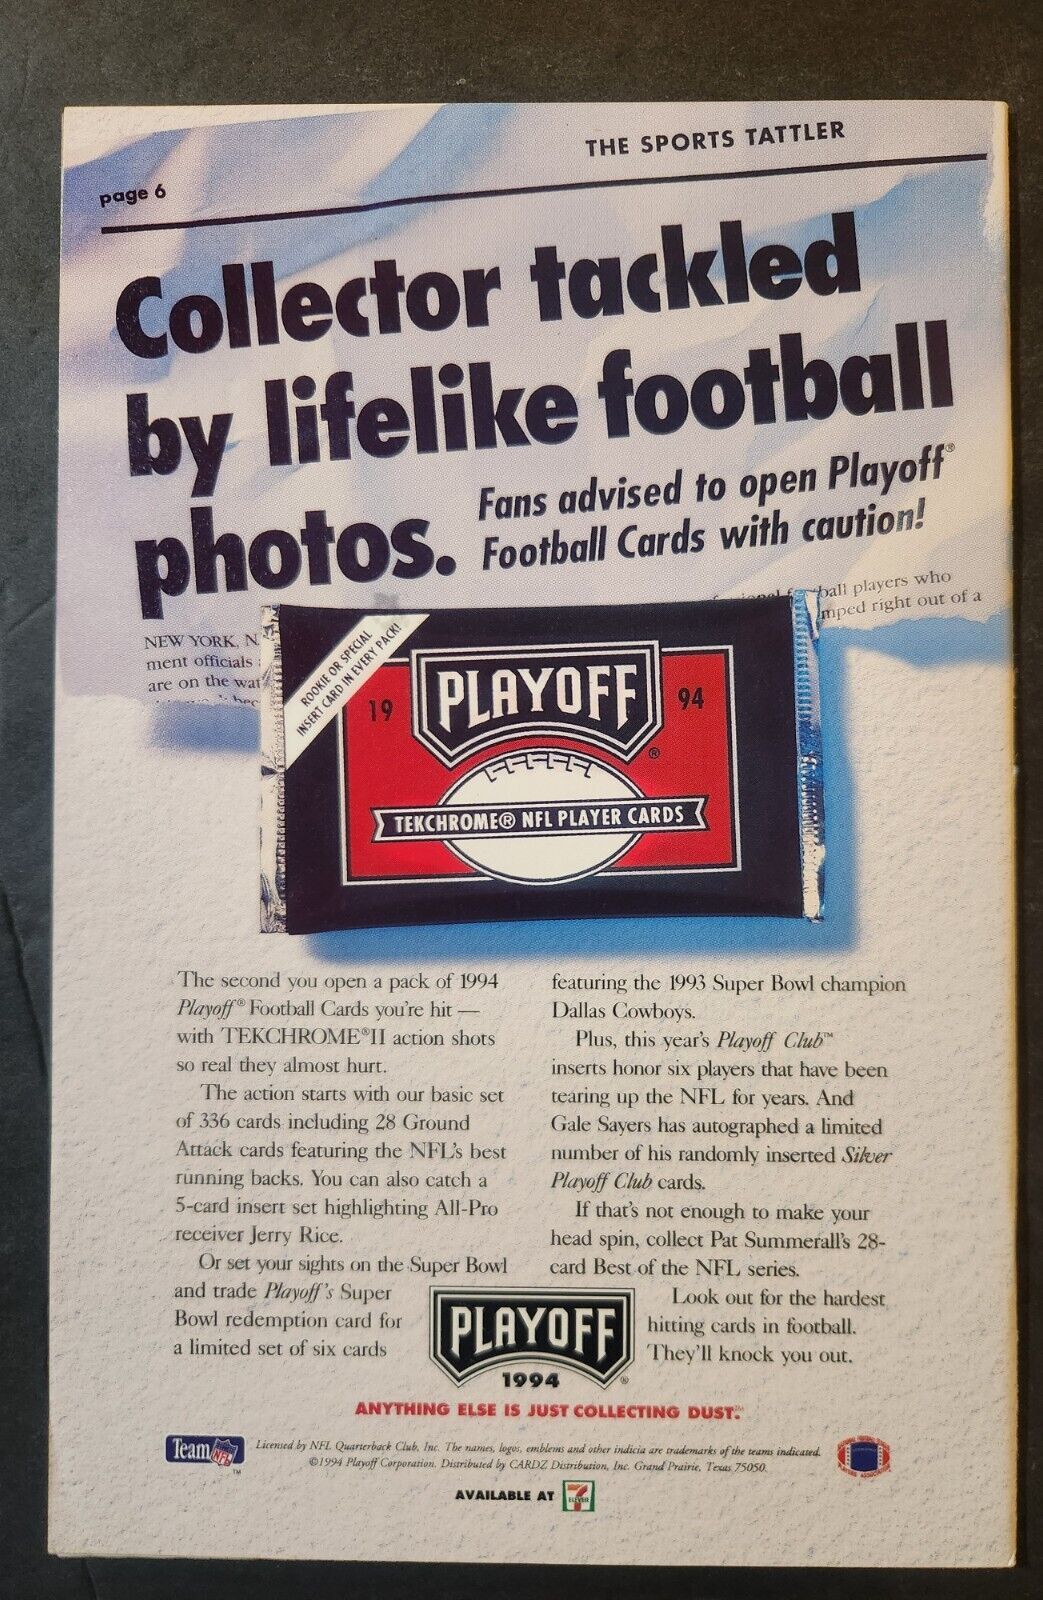 THE SPORTS TATTLER
page 6
Collector tackled
by lifelike football
photos.
Fans advised to open Playoff®
Football Cards with caution!
ball players who
mped right out of a
NEW YORK, N
ment officials
are on the wat
ROOKIE OR SPECIAL
INSERT CARD IN EVERY PACK!
PLAYOFF
®
19 94
TEKCHROME® NFL PLAYER CARDS
The second you open a pack of 1994
Playoff® Football Cards you're hit —
with TEKCHROME®II action shots
so real they almost hurt.
The action starts with our basic set
of 336 cards including 28 Ground
Attack cards featuring the NFL's best
running backs. You can also catch a
5-card insert set highlighting All-Pro
receiver Jerry Rice.
Or set your sights on the Super Bowl
and trade Playoff's Super
Bowl redemption card for
a limited set of six cards
featuring the 1993 Super Bowl champion
Dallas Cowboys.
Plus, this year's Playoff Club™
inserts honor six players that have been
tearing up the NFL for years. And
Gale Sayers has autographed a limited
number of his randomly inserted Silver
Playoff Club cards.
If that's not enough to make your
head spin, collect Pat Summerall's 28-
card Best of the NFL series.
Look out for the hardest
hitting cards in football.
They'll knock you out.
PLAYOFF
1994
®
ANYTHING ELSE IS JUST COLLECTING DUST.
Team NFL
™
Licensed by NFL Quarterback Club, Inc. The names, logos, emblems and other indicia are trademarks of the teams indicated.
©1994 Playoff Corporation. Distributed by CARDZ Distribution, Inc. Grand Prairie, Texas 75050.
AVAILABLE AT 7 ELEVEN